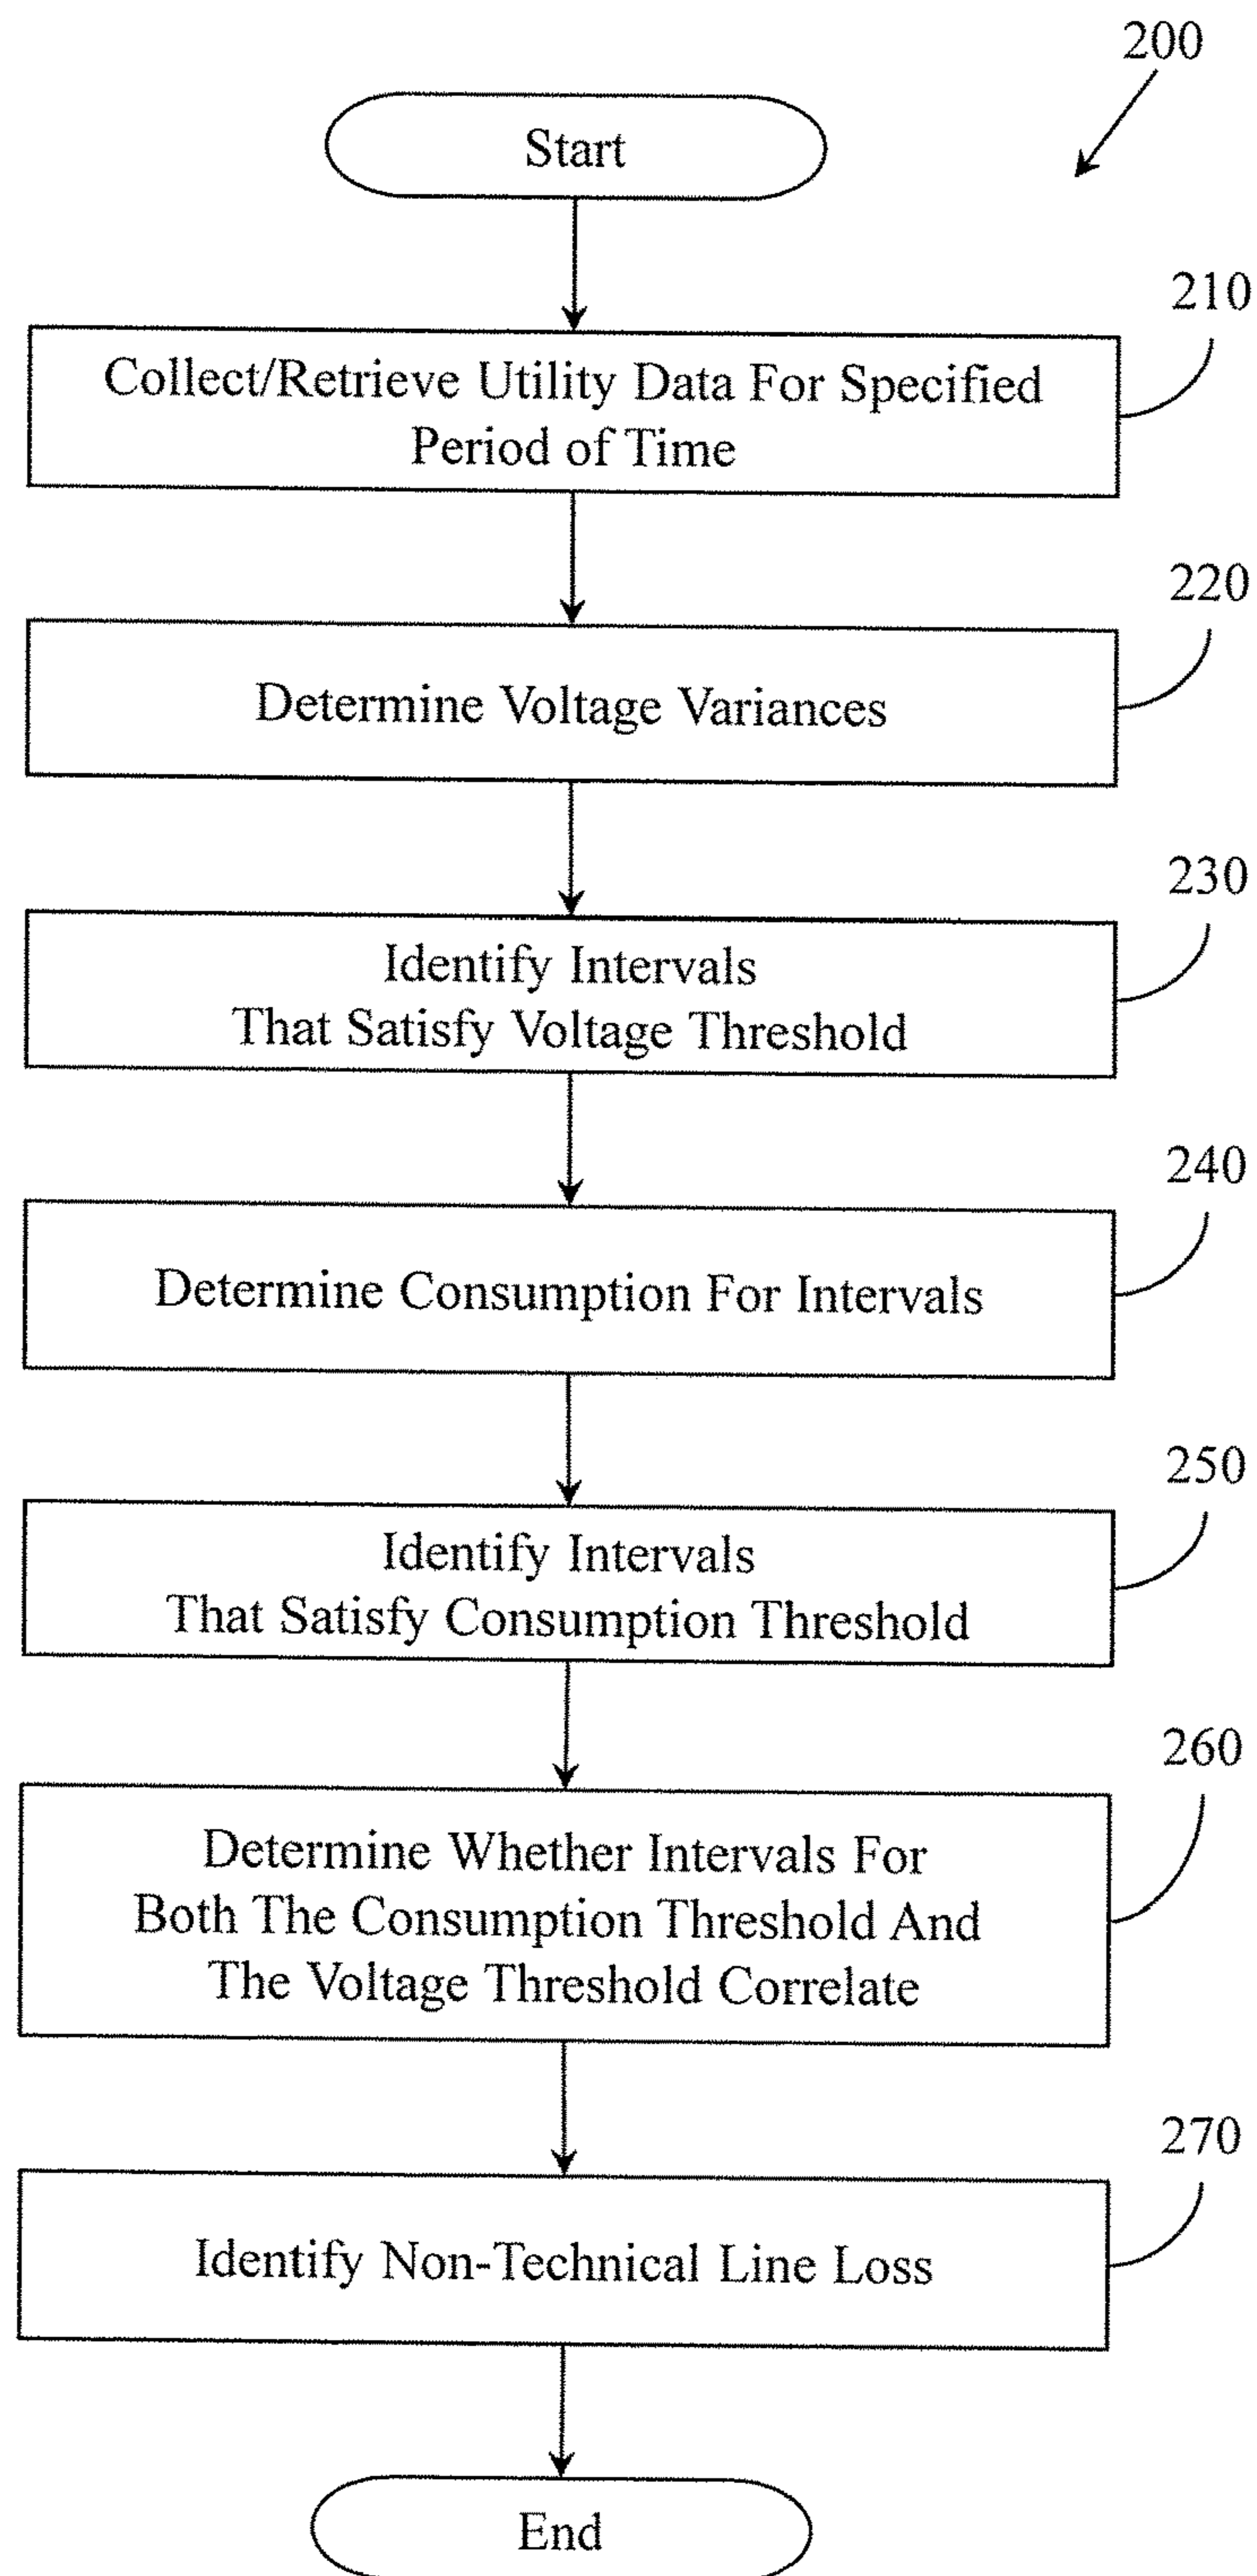 200
Start
210
Collect/Retrieve Utility Data For Specified
Period of Time
220
Determine Voltage Variances
230
Identify Intervals
That Satisfy Voltage Threshold
240
Determine Consumption For Intervals
250
Identify Intervals
That Satisfy Consumption Threshold
260
Determine Whether Intervals For
Both The Consumption Threshold And
The Voltage Threshold Correlate
270
Identify Non-Technical Line Loss
End